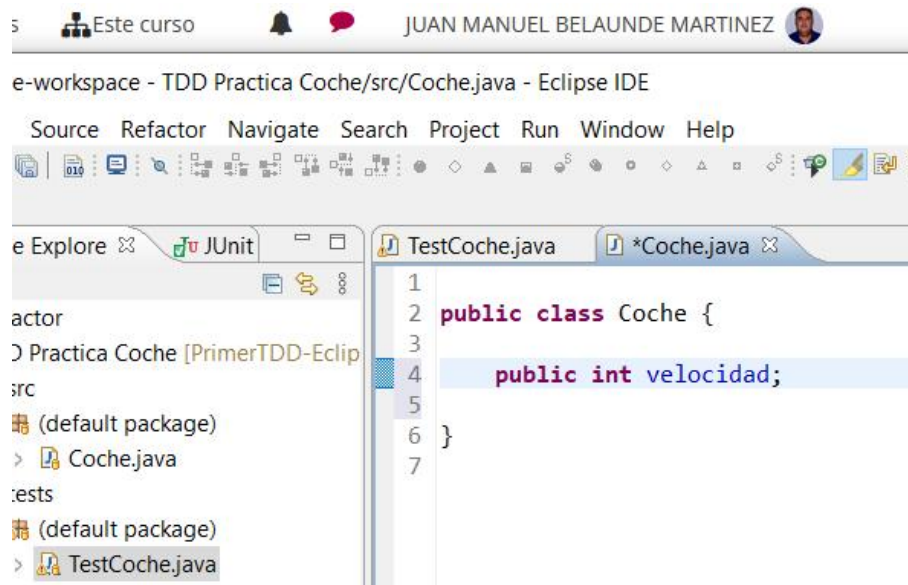 s Este curso JUAN MANUEL BELAUNDE MARTINEZ
e-workspace - TDD Practica Coche/src/Coche.java - Eclipse IDE
Source Refactor Navigate Search Project Run Window Help
010
e Explore JUnit TestCoche.java *Coche.java
1
actor 2 public class Coche {
3
D Practica Coche [PrimerTDD-Eclip 4 public int velocidad;
src 5
(default package) 6 }
> Coche.java 7
tests
(default package)
> TestCoche.java